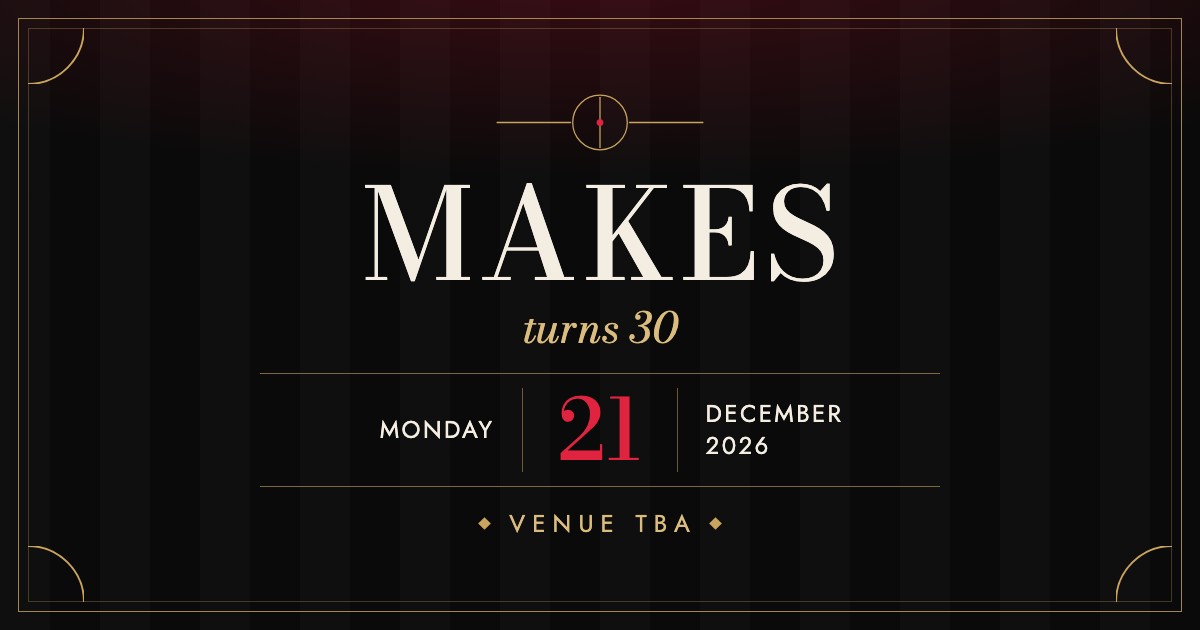 MAKES
turns 30
MONDAY
21
DECEMBER
2026
VENUE TBA